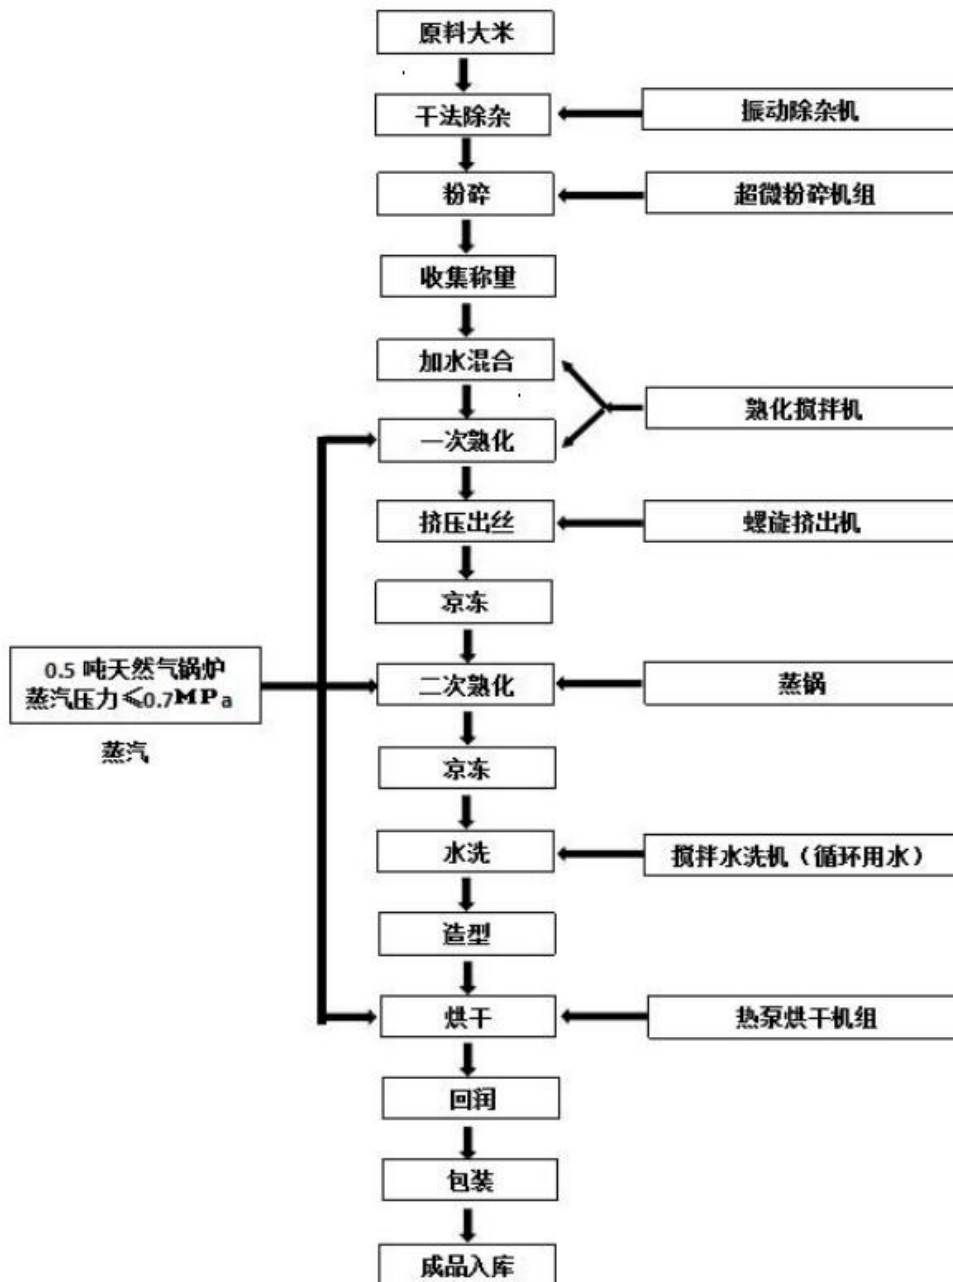 原料大米
干法除杂
振动除杂机
粉碎
超微粉碎机组
收集称量
加水混合
熟化搅拌机
一次熟化
挤压出丝
螺旋挤出机
京冻
0.5 吨天然气锅炉
蒸汽压力≤0.7MPa
蒸汽
二次熟化
蒸锅
京冻
水洗
搅拌水洗机（循环用水）
造型
烘干
热泵烘干机组
回润
包装
成品入库